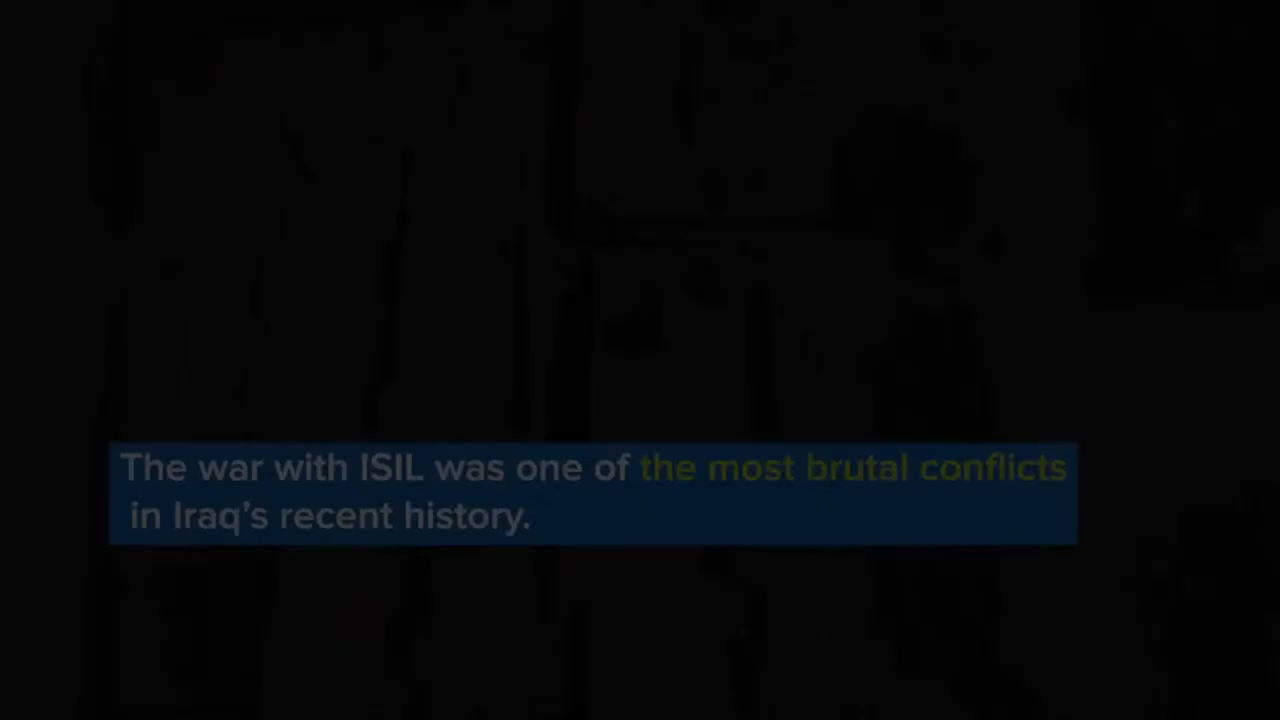 The war with ISIL was one of the most brutal conflicts
in Iraq’s recent history.